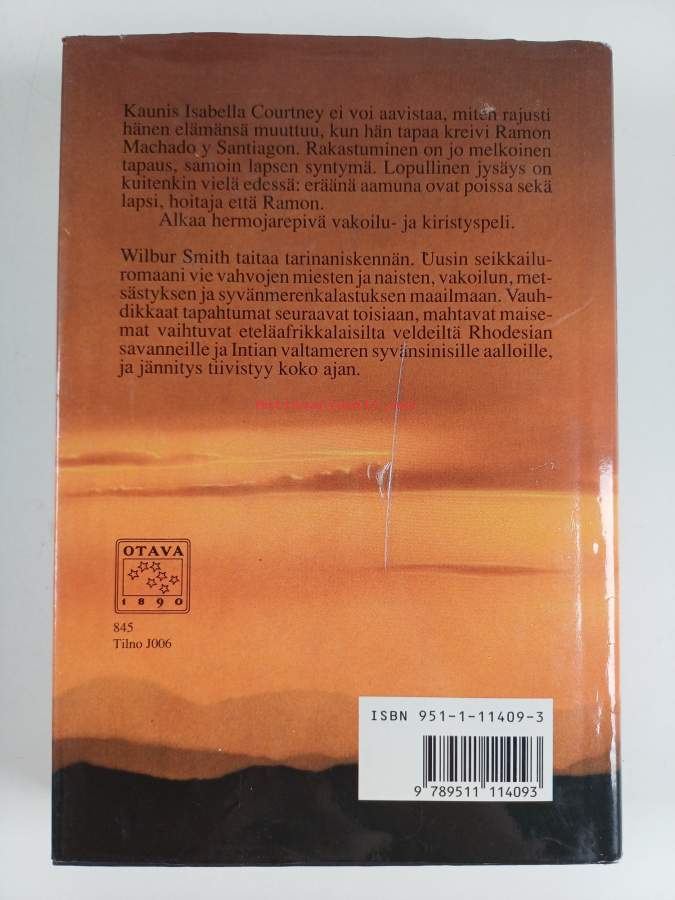 Kaunis Isabella Courtney ei voi aavistaa, miten rajusti
hänen elämänsä muuttuu, kun hän tapaa kreivi Ramon
Machado y Santiagon. Rakastuminen on jo melkoinen
tapaus, samoin lapsen syntymä. Lopullinen jysäys on
kuitenkin vielä edessä: eräänä aamuna ovat poissa sekä
lapsi, hoitaja että Ramon.
Alkaa hermojarepivä vakoilu- ja kiristyspeli.
Wilbur Smith taitaa tarinaniskennän. Uusin seikkailu-
romaani vie vahvojen miesten ja naisten, vakoilun, met-
sästyksen ja syvänmerenkalastuksen maailmaan. Vauh-
dikkaat tapahtumat seuraavat toisiaan, mahtavat maise-
mat vaihtuvat eteläafrikkalaisilta veldeiltä Rhodesian
savanneille ja Intian valtameren syvänsinisille aalloille,
ja jännitys tiivistyy koko ajan.
OTAVA
1890
845
Tilno J006
ISBN 951-1-11409-3
9 789511 114093